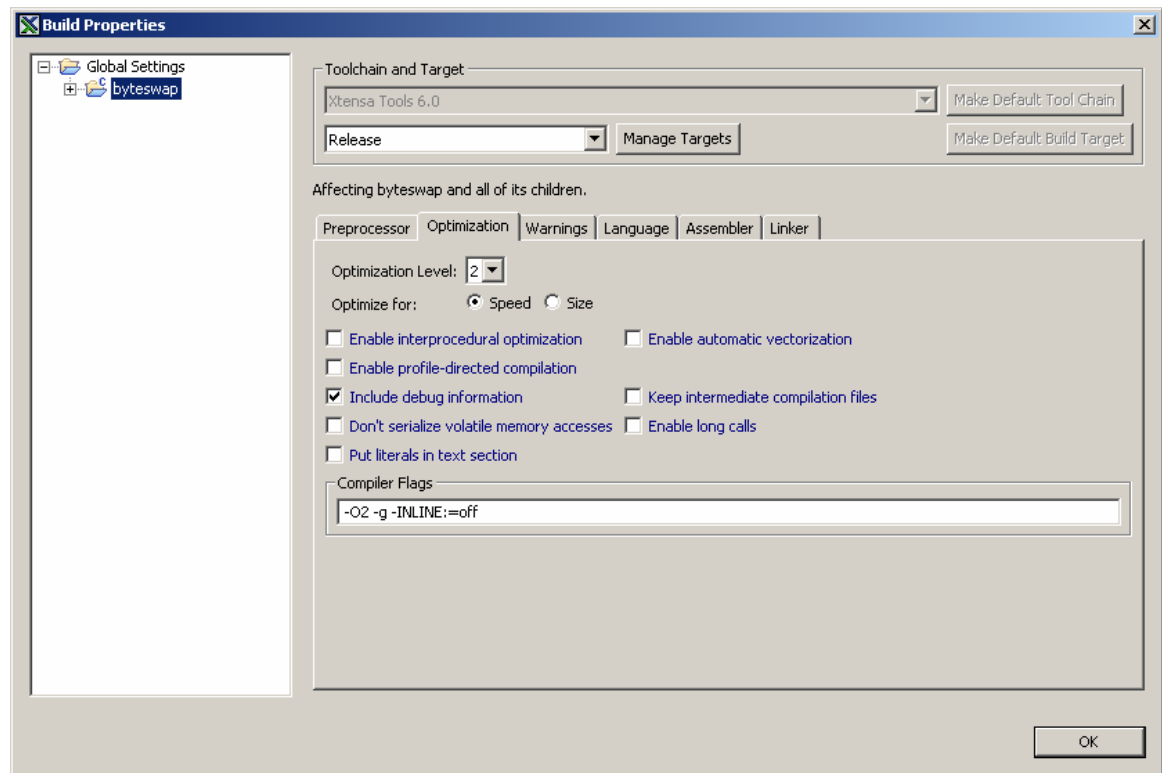 Build Properties
Global Settings
byteswap
Toolchain and Target
Xtensa Tools 6.0
Make Default Tool Chain
Release
Manage Targets
Make Default Build Target
Affecting byteswap and all of its children.
Preprocessor Optimization Warnings Language Assembler Linker
Optimization Level: 2
Optimize for: Speed Size
Enable interprocedural optimization Enable automatic vectorization
Enable profile-directed compilation
Include debug information Keep intermediate compilation files
Don't serialize volatile memory accesses Enable long calls
Put literals in text section
Compiler Flags
-O2 -g -INLINE:=off
OK